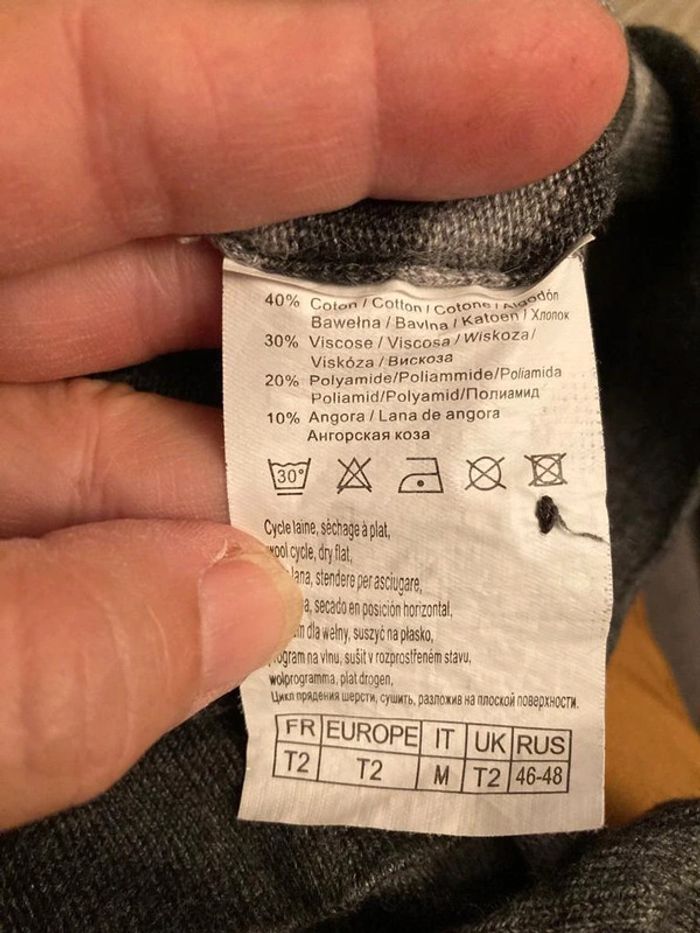 40% Coton / Cotton / Cotone / Algodón
Bawełna / Bavlna / Katoen / Хлопок
30% Viscose / Viscosa / Wiskoza/
Viskóza / Вискоза
20% Polyamide/Poliammide/Poliamida
Poliamid/Polyamid/Полиамид
10% Angora / Lana de angora
Ангорская коза
30°
Cycle laine, séchage à plat,
wool cycle, dry flat,
lana, stendere per asciugare,
secado en posición horizontal,
dla wełny, suszyć na płasko,
program na vlnu, sušit v rozprostřeném stavu,
wolprogramma, plat drogen,
Цикл прядения шерсти, сушить, разложив на плоской поверхности.
FR EUROPE IT UK RUS
T2 T2 M T2 46-48